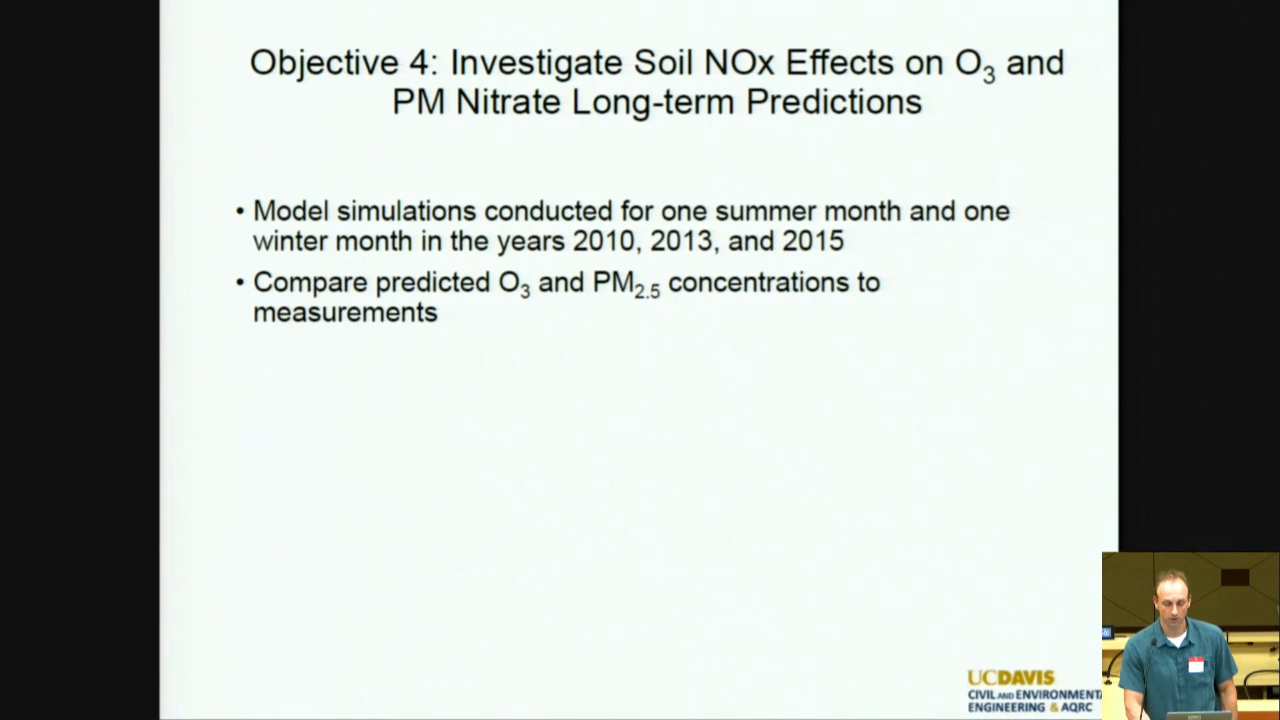 Objective 4: Investigate Soil NOx Effects on O₃ and
PM Nitrate Long-term Predictions
• Model simulations conducted for one summer month and one
winter month in the years 2010, 2013, and 2015
• Compare predicted O₃ and PM₂.₅ concentrations to
measurements
UCDAVIS
CIVIL AND ENVIRONMENT
ENGINEERING & AQRC